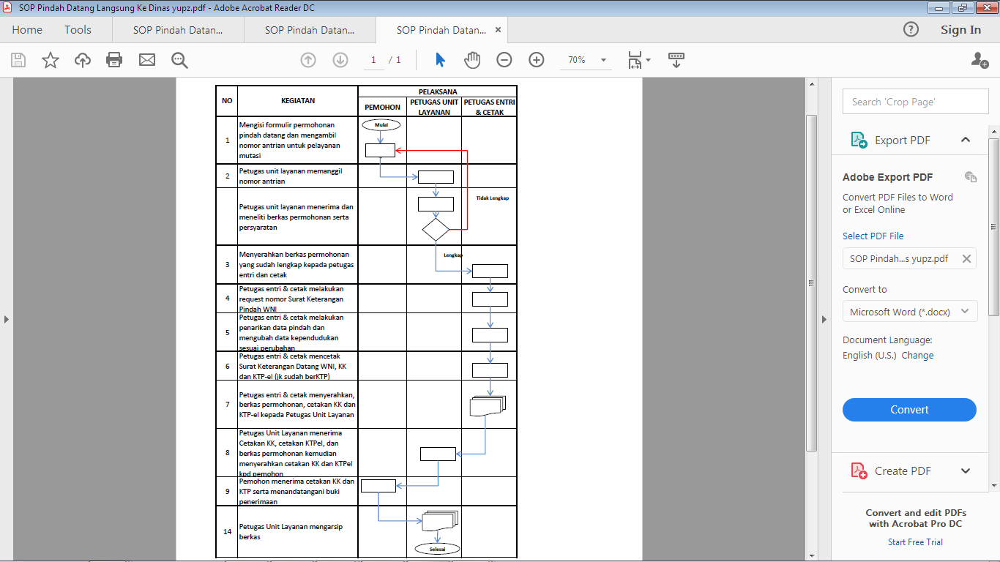 SOP Pindah Datang Langsung Ke Dinas yupz.pdf - Adobe Acrobat Reader DC
Home
Tools
SOP Pindah Datan...
SOP Pindah Datan...
SOP Pindah Datan...
Sign In
1 / 1
70%
NO
KEGIATAN
PELAKSANA
PEMOHON
PETUGAS UNIT
LAYANAN
PETUGAS ENTRI
& CETAK
1
Mengisi formulir permohonan
pindah datang dan mengambil
nomor antrian untuk pelayanan
mutasi
Mulai
2
Petugas unit layanan memanggil
nomor antrian
Petugas unit layanan menerima dan
meneliti berkas permohonan serta
persyaratan
Tidak Lengkap
3
Menyerahkan berkas permohonan
yang sudah lengkap kepada petugas
entri dan cetak
Lengkap
4
Petugas entri & cetak melakukan
request nomor Surat Keterangan
Pindah WNI
5
Petugas entri & cetak melakukan
penarikan data pindah dan
mengubah data kependudukan
sesuai perubahan
6
Petugas entri & cetak mencetak
Surat Keterangan Datang WNI, KK
dan KTP-el (jk sudah berKTP)
7
Petugas entri & cetak menyerahkan,
berkas permohonan, cetakan KK dan
KTP-el kepada Petugas Unit Layanan
8
Petugas Unit Layanan menerima
Cetakan KK, cetakan KTPel, dan
berkas permohonan kemudian
menyerahkan cetakan KK dan KTPel
kpd pemohon
9
Pemohon menerima cetakan KK dan
KTP serta menandatangani buki
penerimaan
14
Petugas Unit Layanan mengarsip
berkas
Selesai
Search 'Crop Page'
Export PDF
Adobe Export PDF
Convert PDF Files to Word
or Excel Online
Select PDF File
SOP Pindah...s yupz.pdf
Convert to
Microsoft Word (*.docx)
Document Language:
English (U.S.) Change
Convert
Create PDF
Convert and edit PDFs
with Acrobat Pro DC
Start Free Trial